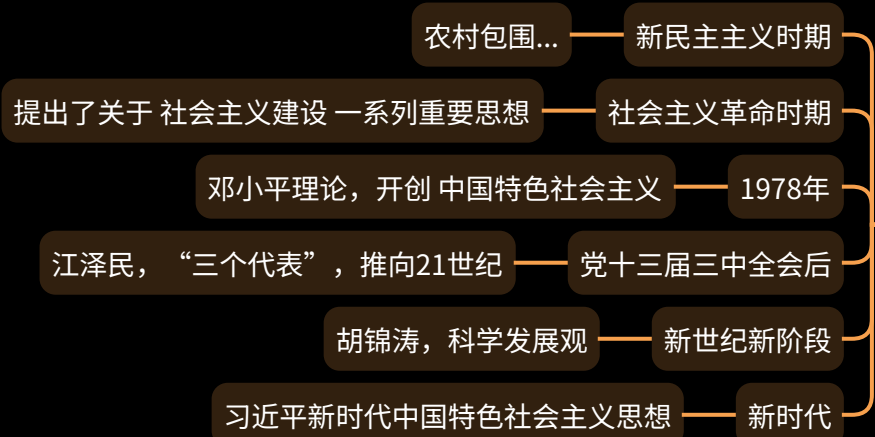 农村包围... 新民主主义时期
提出了关于 社会主义建设 一系列重要思想 社会主义革命时期
邓小平理论，开创 中国特色社会主义 1978年
江泽民，“三个代表”，推向21世纪 党十三届三中全会后
胡锦涛，科学发展观 新世纪新阶段
习近平新时代中国特色社会主义思想 新时代